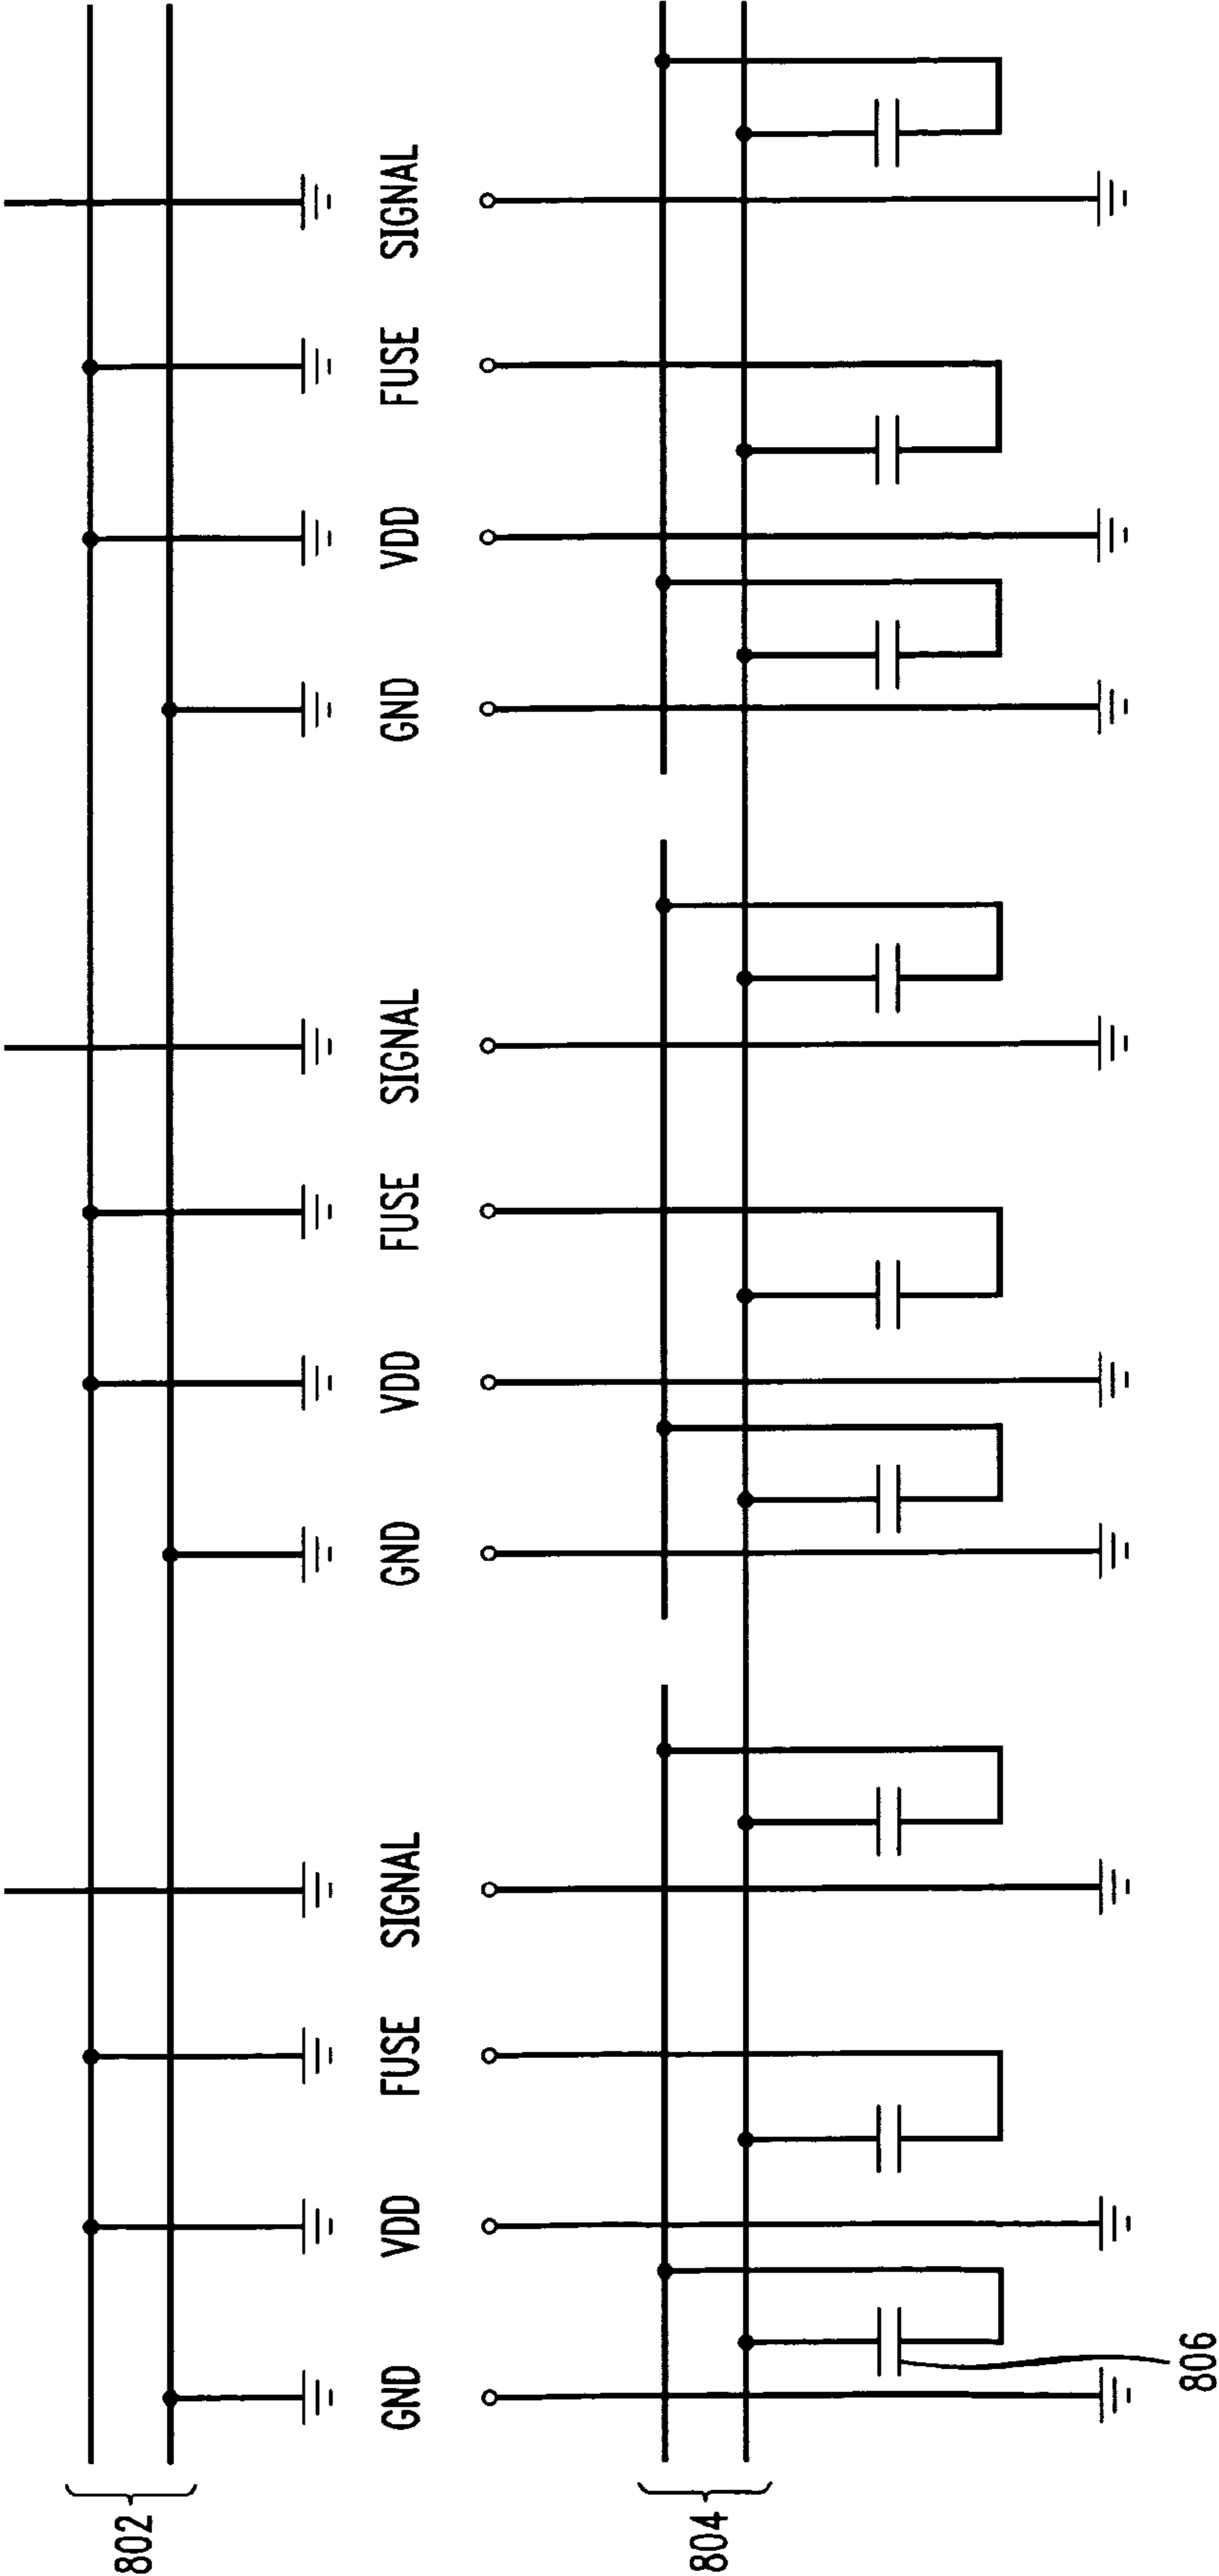 802
GND VDD FUSE SIGNAL GND VDD FUSE SIGNAL GND VDD FUSE SIGNAL
804
806